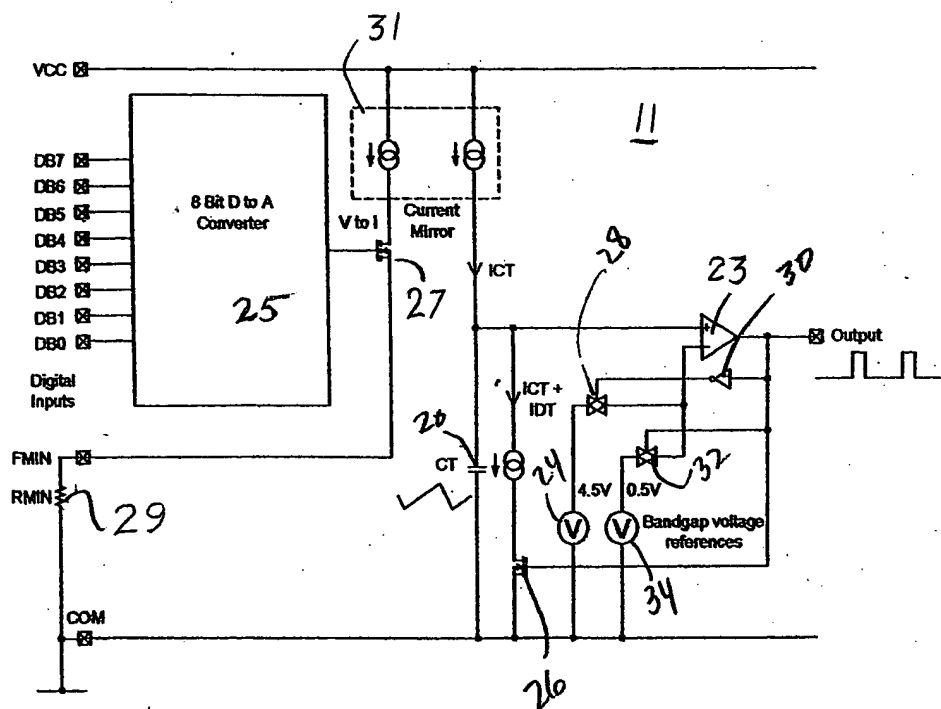 31
VCC
11
DB7
DB6
DB5
DB4
DB3
DB2
DB1
DB0
8 Bit D to A
Converter
25
V to I
Current
Mirror
27
ICT
28
23
30
Output
Digital
Inputs
ICT +
IDT
FMIN
RMIN
29
20
CT
24
4.5V
0.5V
32
Bandgap voltage
references
34
COM
26